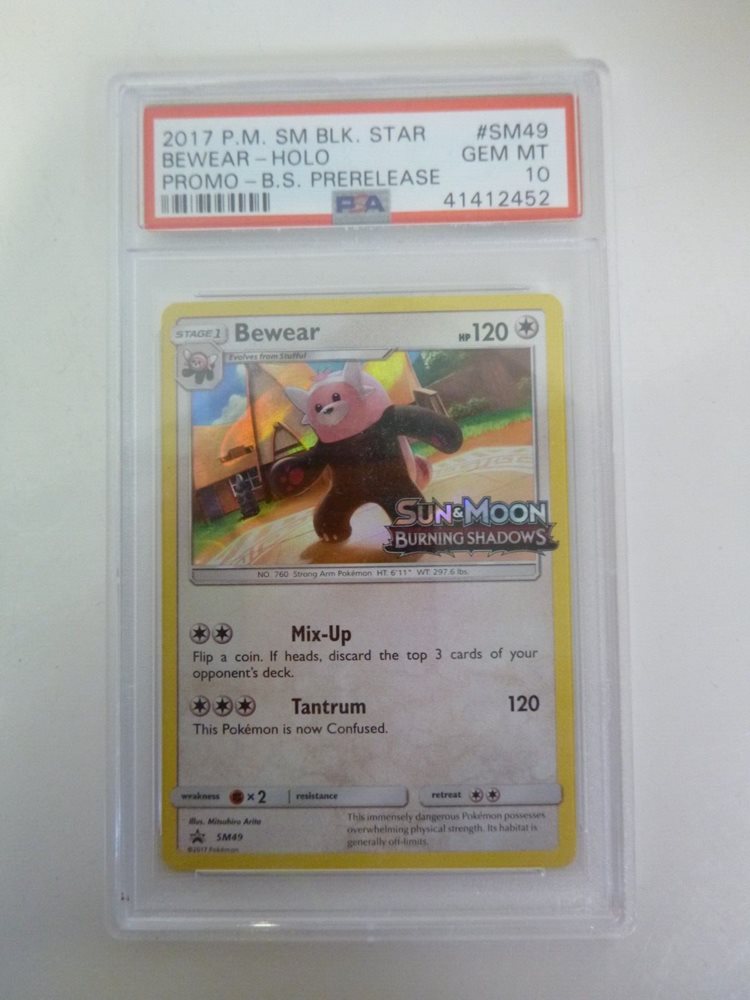 2017 P.M. SM BLK. STAR #SM49
BEWEAR - HOLO GEM MT
PROMO - B.S. PRERELEASE 10
PSA 41412452
STAGE 1 Bewear HP 120
Evolves from Stufful
SUN & MOON
BURNING SHADOWS
NO. 760 Strong Arm Pokémon HT: 6'11" WT: 297.6 lbs.
Mix-Up
Flip a coin. If heads, discard the top 3 cards of your
opponent's deck.
Tantrum 120
This Pokémon is now Confused.
weakness × 2 resistance retreat
Illus. Mitsuhiro Arita
SM49
©2017 Pokémon
This immensely dangerous Pokémon possesses
overwhelming physical strength. Its habitat is
generally off-limits.